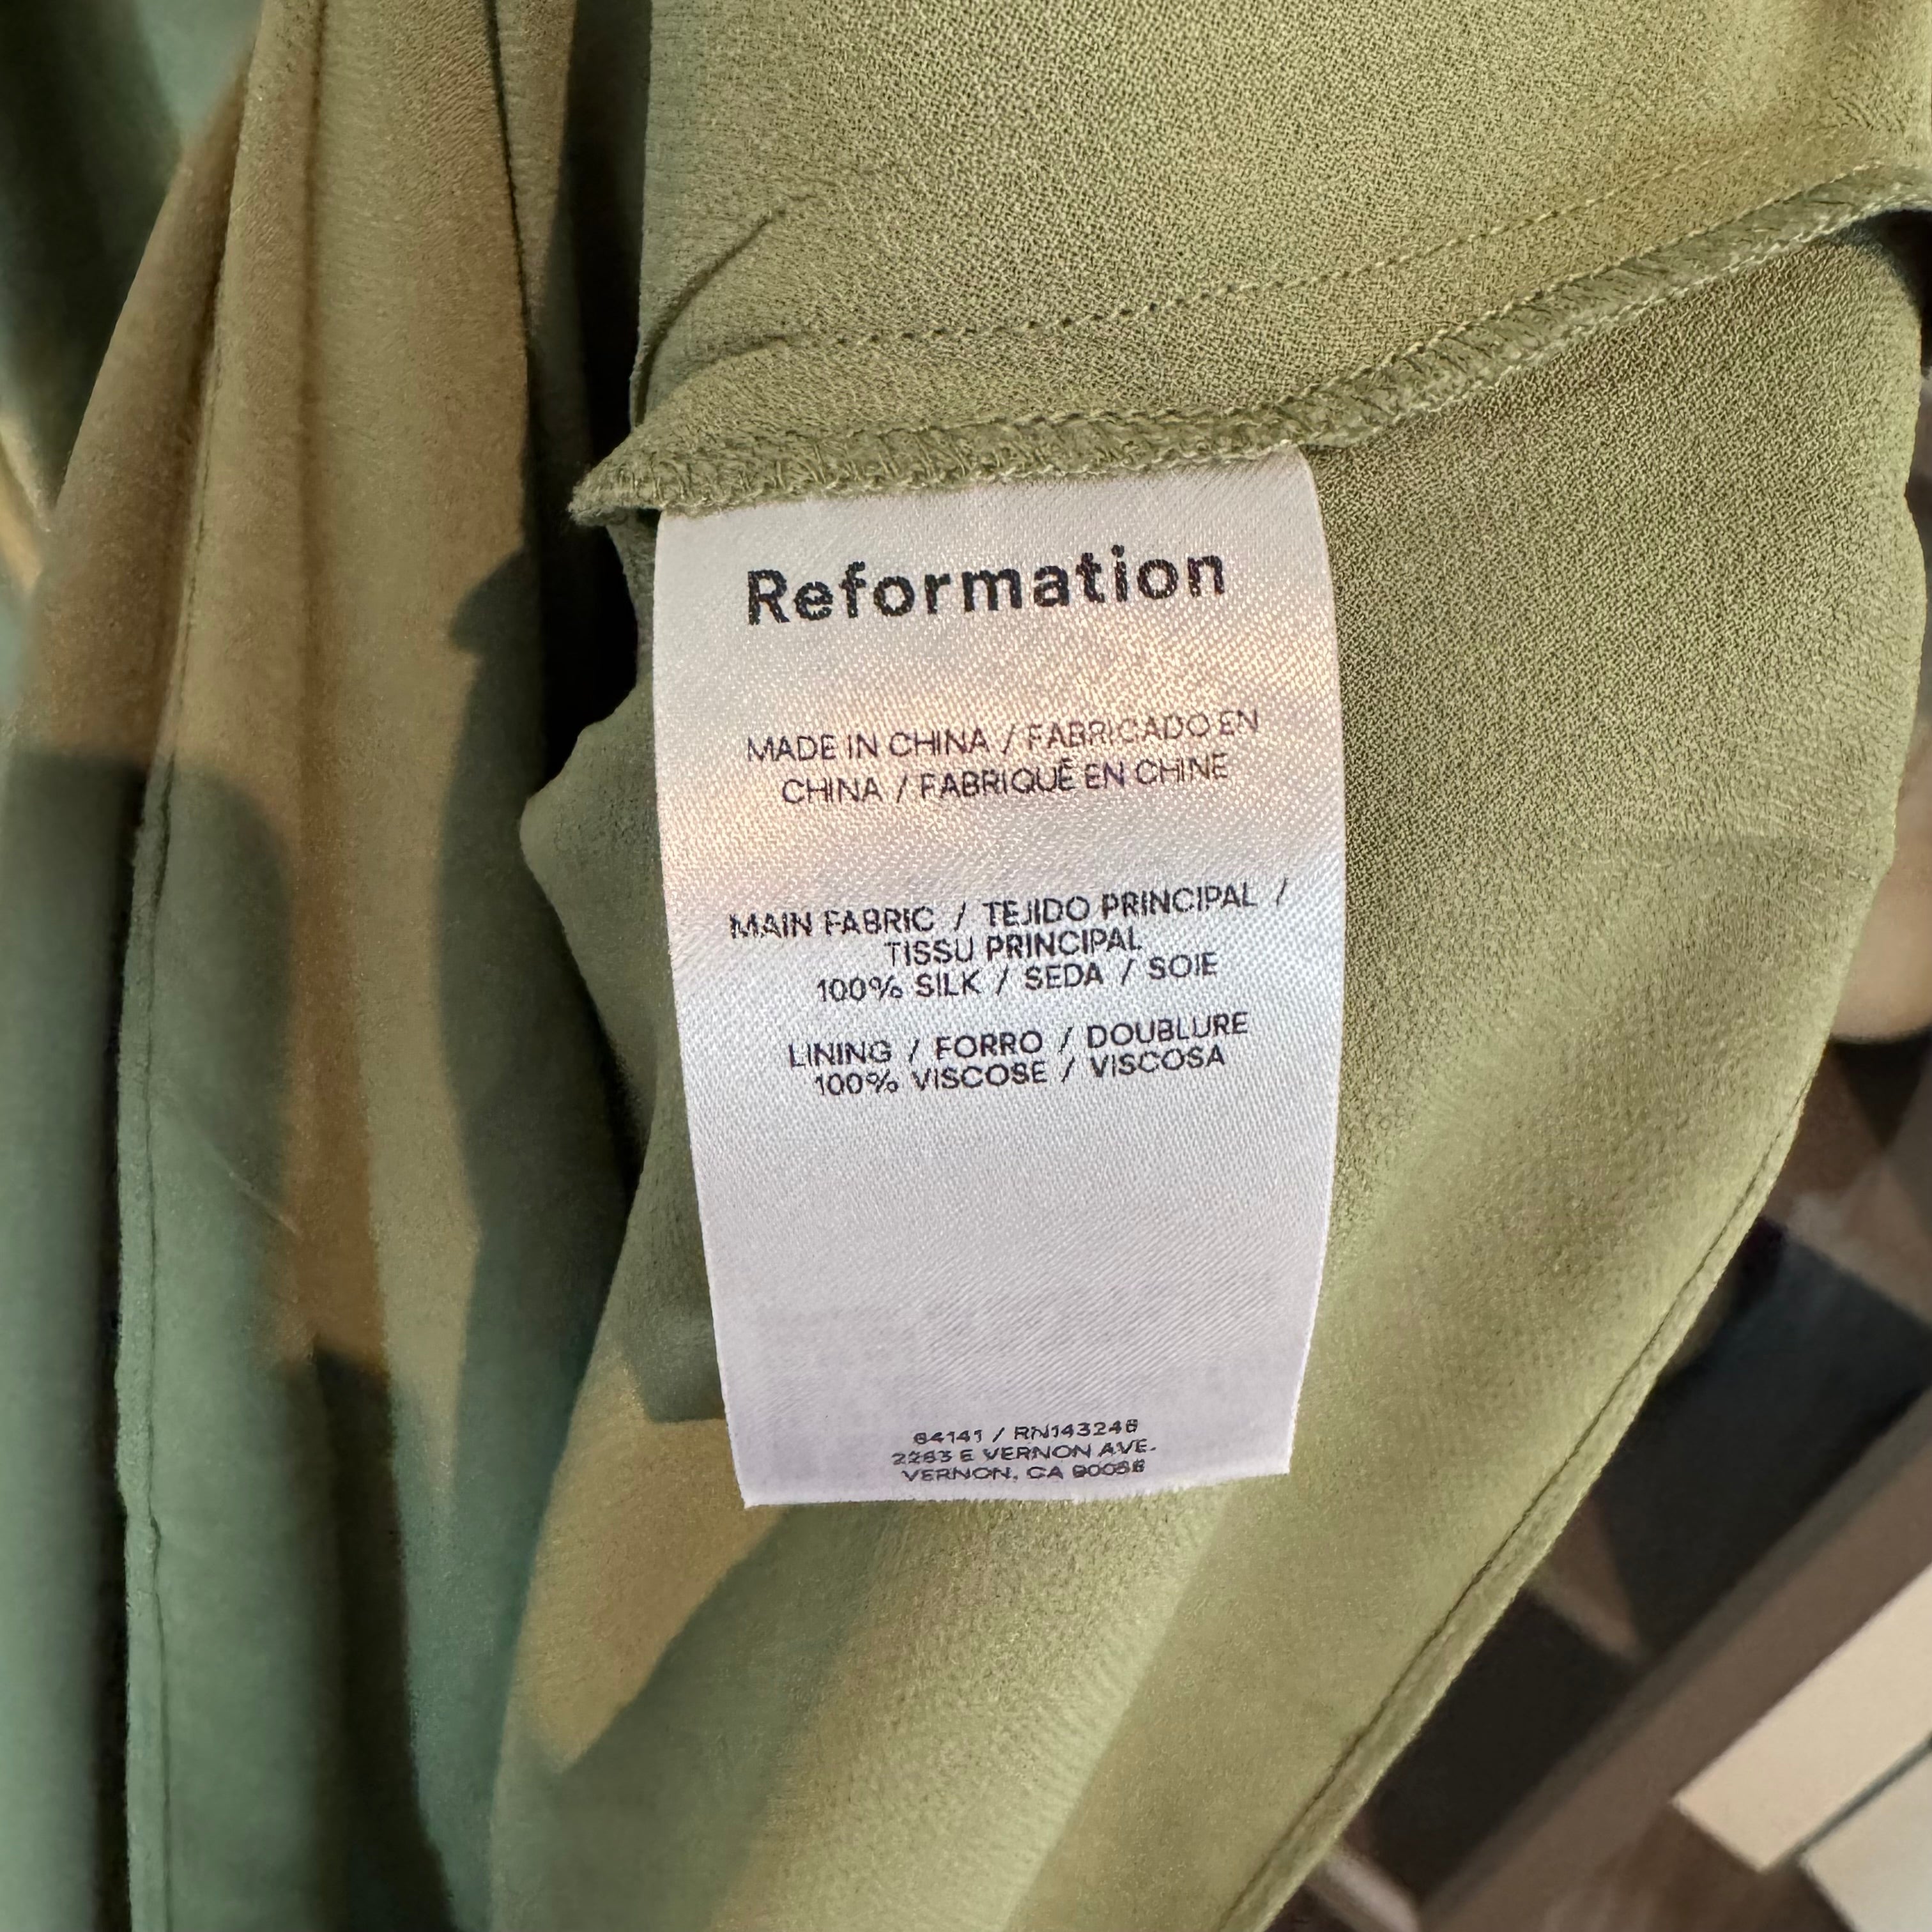 Reformation
MADE IN CHINA / FABRICADO EN
CHINA / FABRIQUÉ EN CHINE
MAIN FABRIC / TEJIDO PRINCIPAL /
TISSU PRINCIPAL
100% SILK / SEDA / SOIE
LINING / FORRO / DOUBLURE
100% VISCOSE / VISCOSA
64141 / RN143246
2263 E VERNON AVE.
VERNON, CA 90058